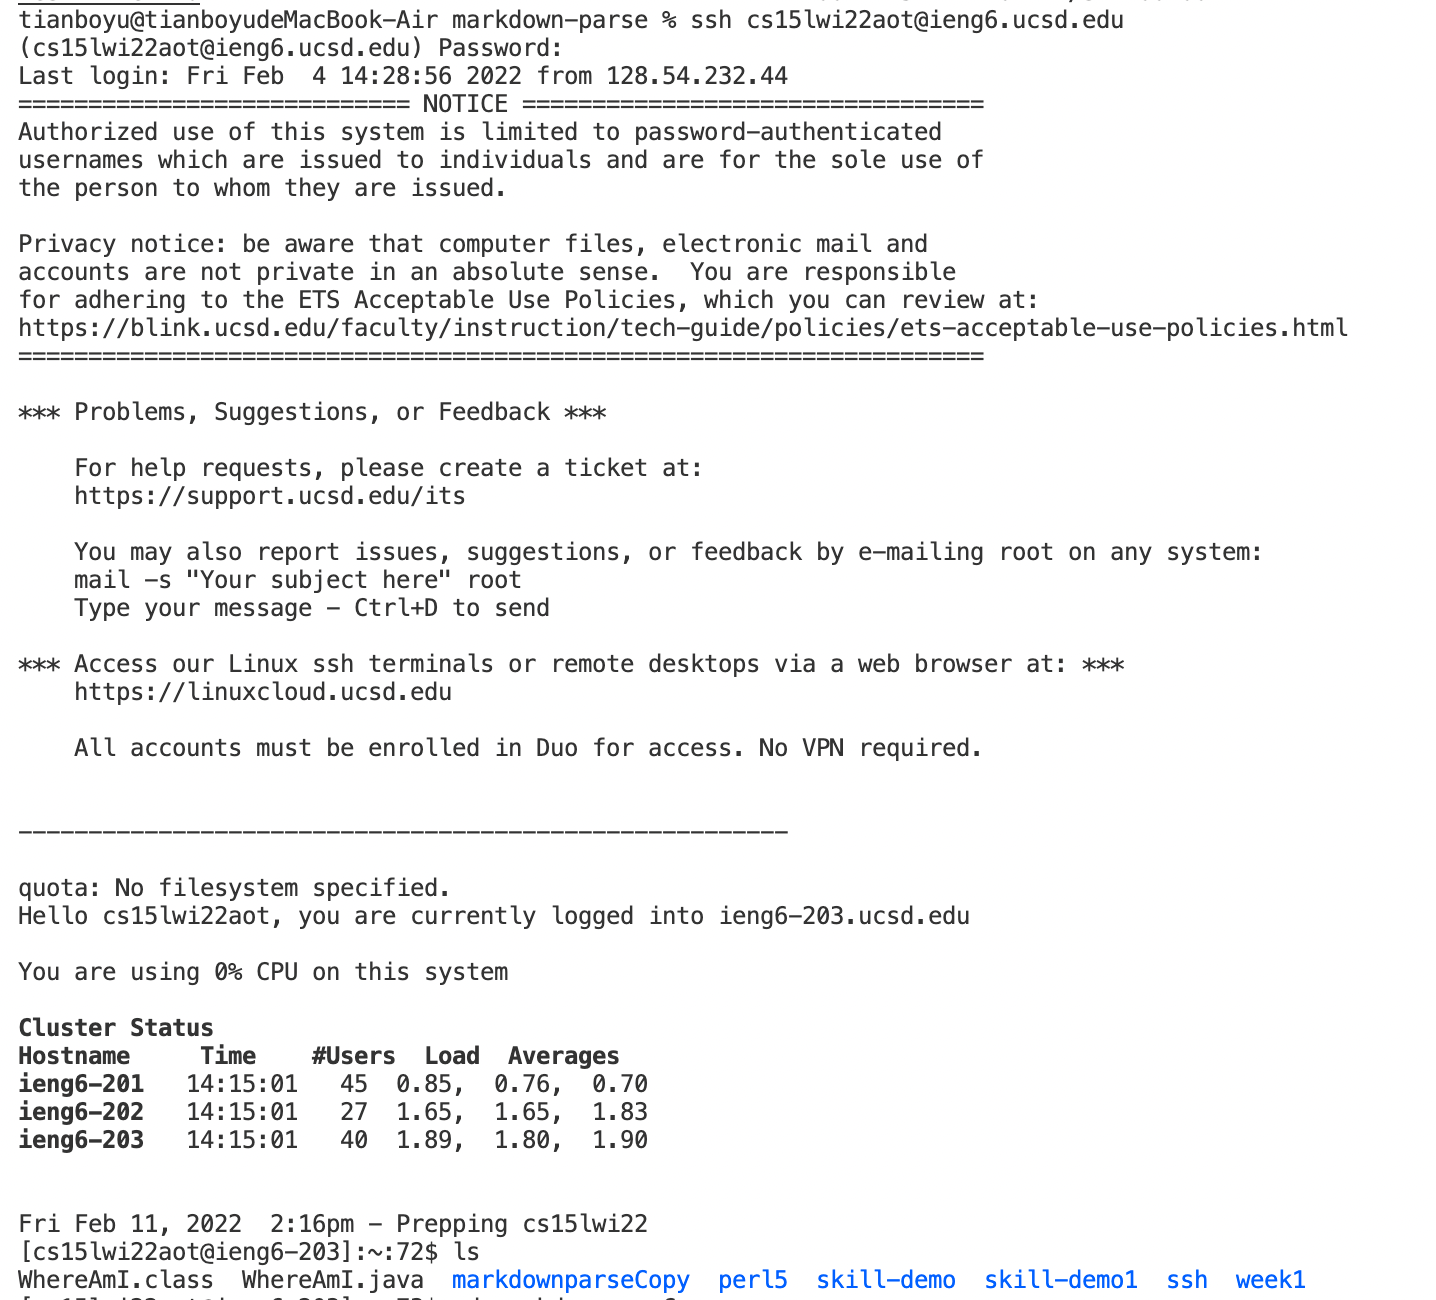 tianboyu@tianboyudeMacBook-Air markdown-parse % ssh cs15lwi22aot@ieng6.ucsd.edu
(cs15lwi22aot@ieng6.ucsd.edu) Password:
Last login: Fri Feb  4 14:28:56 2022 from 128.54.232.44
============================ NOTICE =================================
Authorized use of this system is limited to password-authenticated
usernames which are issued to individuals and are for the sole use of
the person to whom they are issued.

Privacy notice: be aware that computer files, electronic mail and
accounts are not private in an absolute sense.  You are responsible
for adhering to the ETS Acceptable Use Policies, which you can review at:
https://blink.ucsd.edu/faculty/instruction/tech-guide/policies/ets-acceptable-use-policies.html
=====================================================================

*** Problems, Suggestions, or Feedback ***

    For help requests, please create a ticket at:
    https://support.ucsd.edu/its

    You may also report issues, suggestions, or feedback by e-mailing root on any system:
    mail -s "Your subject here" root
    Type your message - Ctrl+D to send

*** Access our Linux ssh terminals or remote desktops via a web browser at: ***
    https://linuxcloud.ucsd.edu

    All accounts must be enrolled in Duo for access. No VPN required.

-------------------------------------------------------

quota: No filesystem specified.
Hello cs15lwi22aot, you are currently logged into ieng6-203.ucsd.edu

You are using 0% CPU on this system

Cluster Status
Hostname     Time    #Users  Load  Averages
ieng6-201   14:15:01   45  0.85,  0.76,  0.70
ieng6-202   14:15:01   27  1.65,  1.65,  1.83
ieng6-203   14:15:01   40  1.89,  1.80,  1.90

Fri Feb 11, 2022  2:16pm - Prepping cs15lwi22
[cs15lwi22aot@ieng6-203]:~:72$ ls
WhereAmI.class  WhereAmI.java  markdownparseCopy  perl5  skill-demo  skill-demo1  ssh  week1